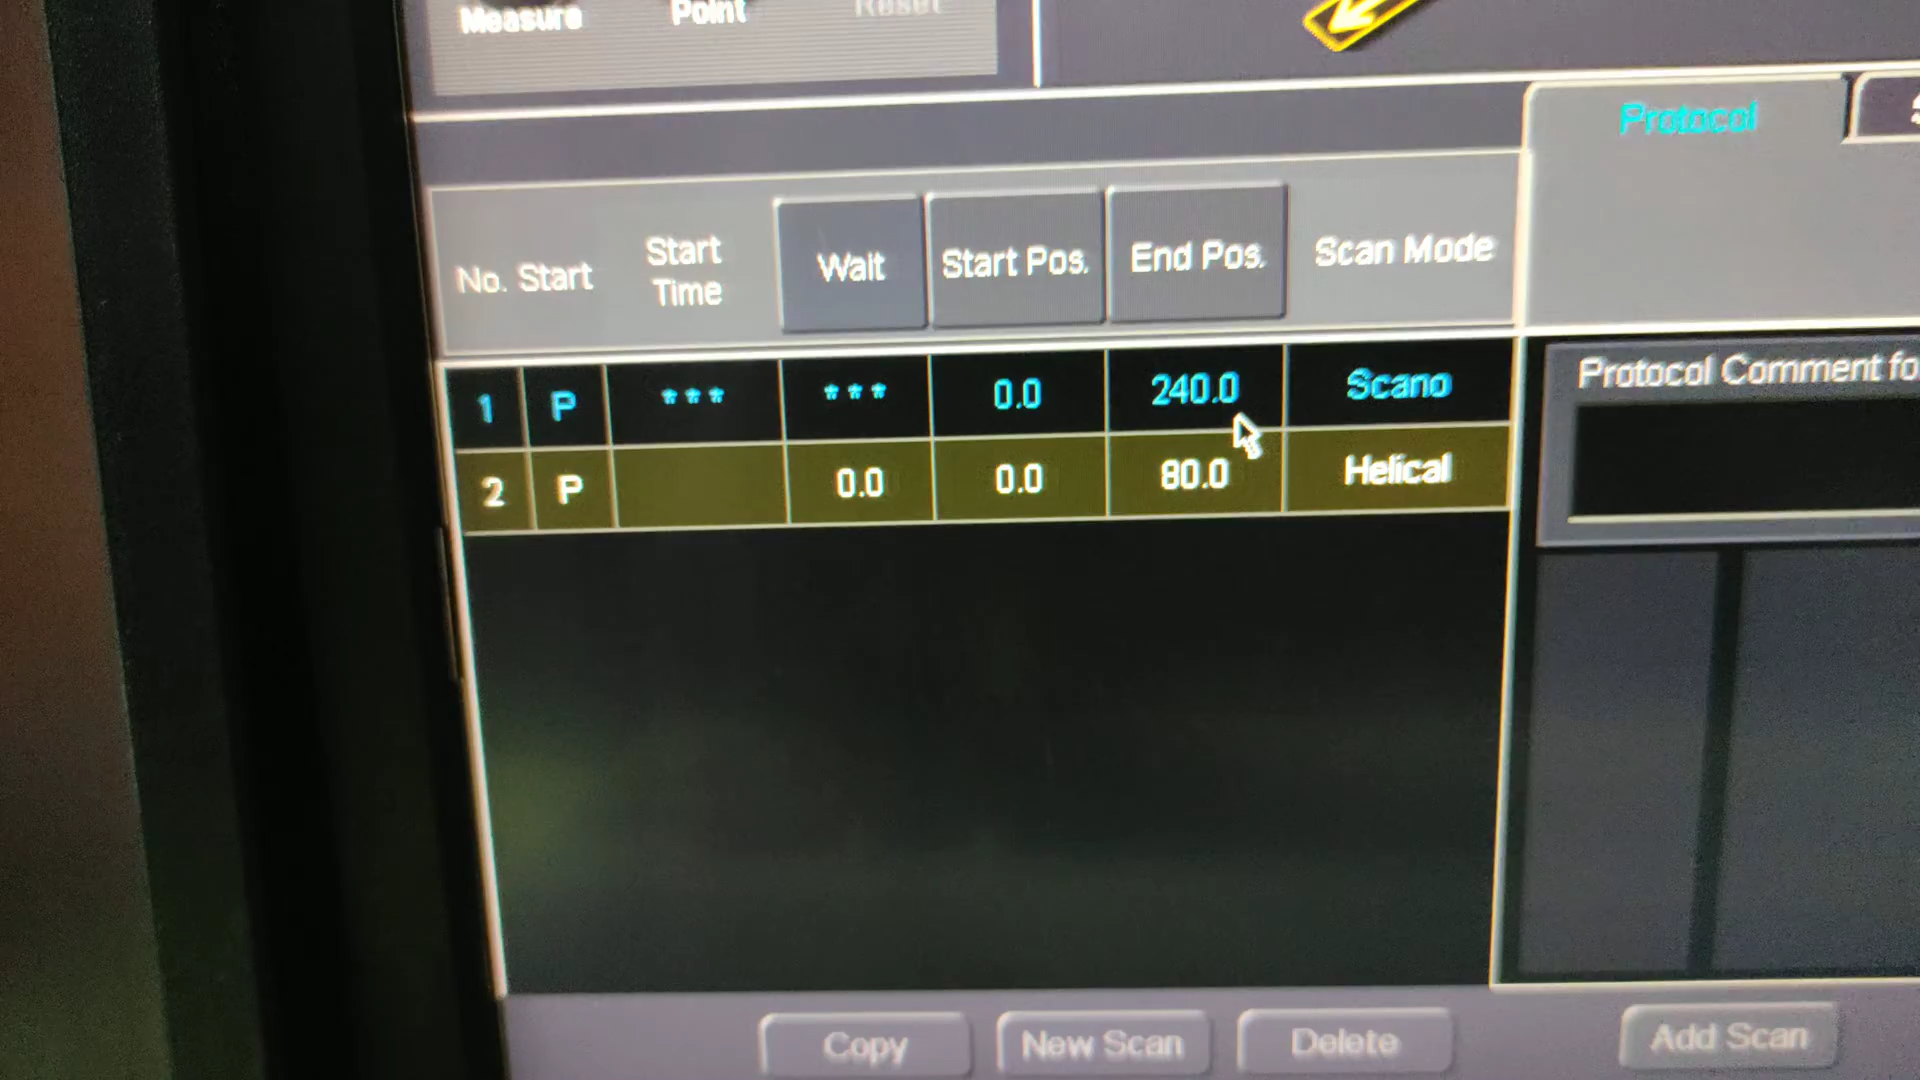 Measure Point Reset
Protocol
No. Start Start Time Wait Start Pos. End Pos. Scan Mode
1 P *** *** 0.0 240.0 Scano
2 P 0.0 0.0 80.0 Helical
Protocol Comment fo
Copy New Scan Delete Add Scan